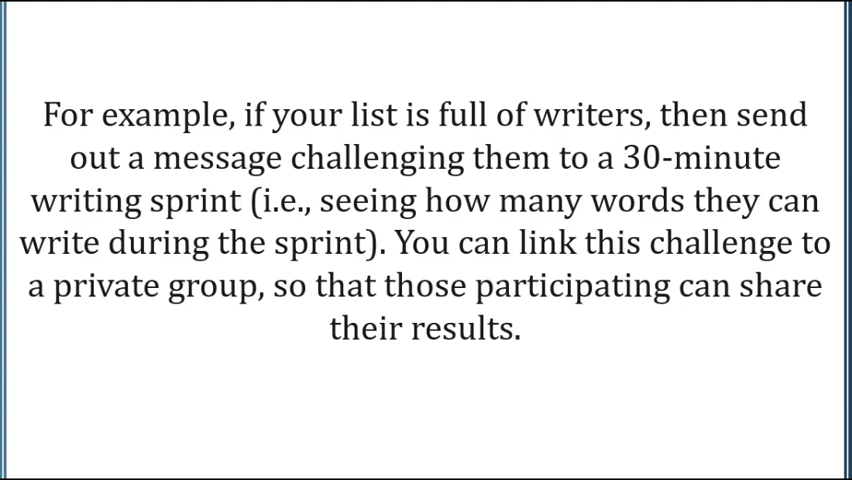 For example, if your list is full of writers, then send
out a message challenging them to a 30-minute
writing sprint (i.e., seeing how many words they can
write during the sprint). You can link this challenge to
a private group, so that those participating can share
their results.